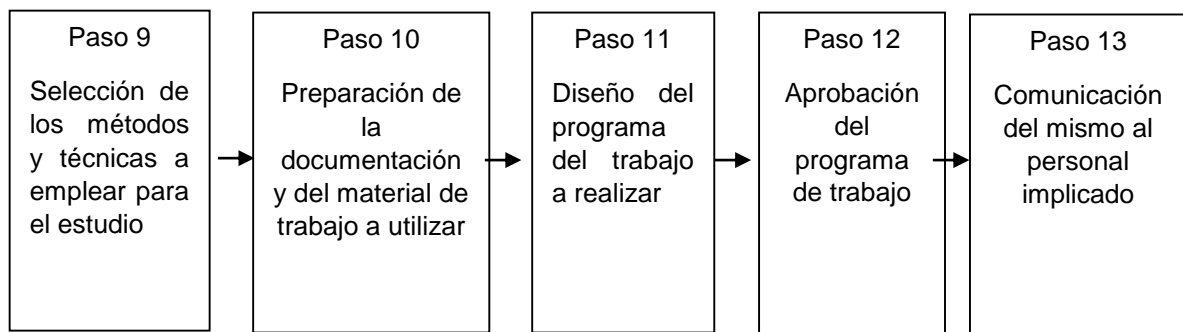 Paso 9
Selección de
los métodos
y técnicas a
emplear para
el estudio
Paso 10
Preparación de
la
documentación
y del material de
trabajo a utilizar
Paso 11
Diseño del
programa
del trabajo
a realizar
Paso 12
Aprobación
del
programa
de trabajo
Paso 13
Comunicación
del mismo al
personal
implicado